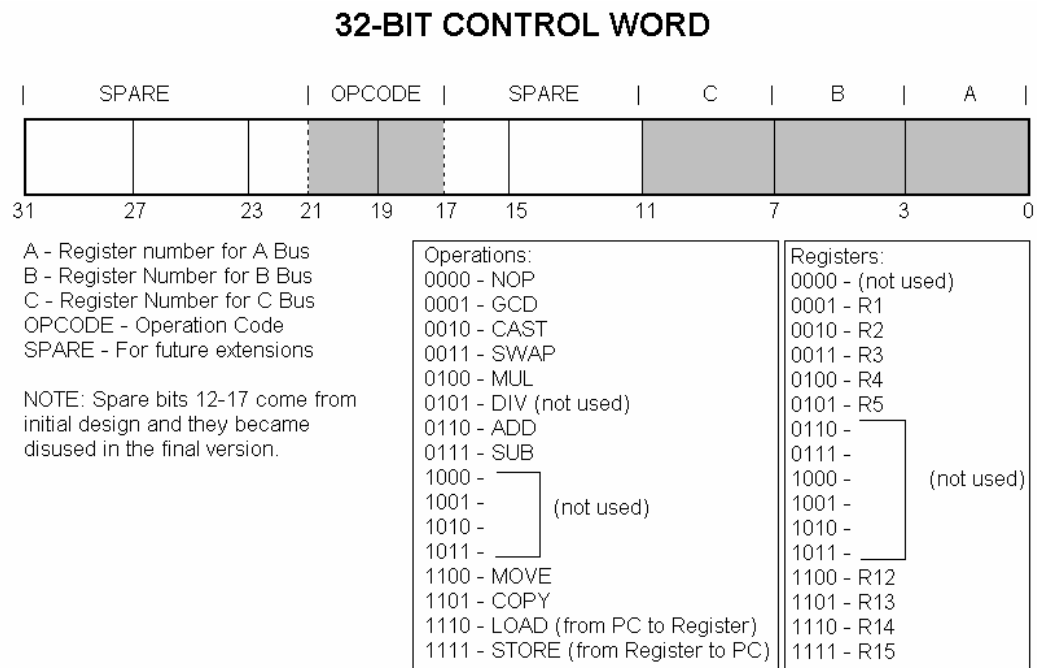 32-BIT CONTROL WORD
| SPARE | OPCODE | SPARE | C | B | A |
31 27 23 21 19 17 15 11 7 3 0
A - Register number for A Bus
B - Register Number for B Bus
C - Register Number for C Bus
OPCODE - Operation Code
SPARE - For future extensions
NOTE: Spare bits 12-17 come from
initial design and they became
disused in the final version.
Operations:
0000 - NOP
0001 - GCD
0010 - CAST
0011 - SWAP
0100 - MUL
0101 - DIV (not used)
0110 - ADD
0111 - SUB
1000 -
1001 -
(not used)
1010 -
1011 -
1100 - MOVE
1101 - COPY
1110 - LOAD (from PC to Register)
1111 - STORE (from Register to PC)
Registers:
0000 - (not used)
0001 - R1
0010 - R2
0011 - R3
0100 - R4
0101 - R5
0110 -
0111 -
1000 - (not used)
1001 -
1010 -
1011 -
1100 - R12
1101 - R13
1110 - R14
1111 - R15